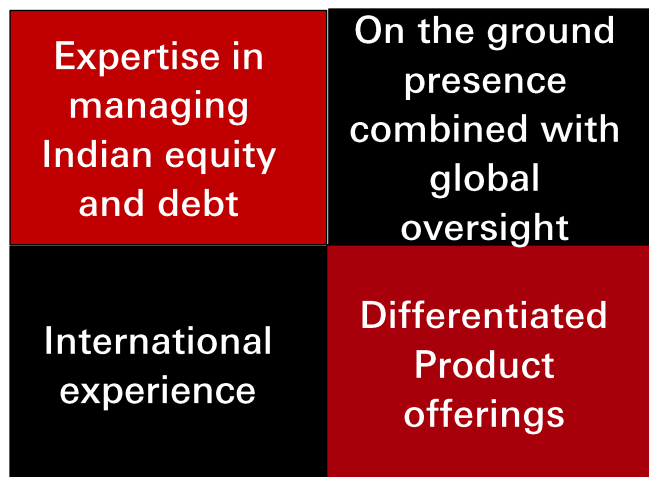 Expertise in
managing
Indian equity
and debt
On the ground
presence
combined with
global
oversight
International
experience
Differentiated
Product
offerings